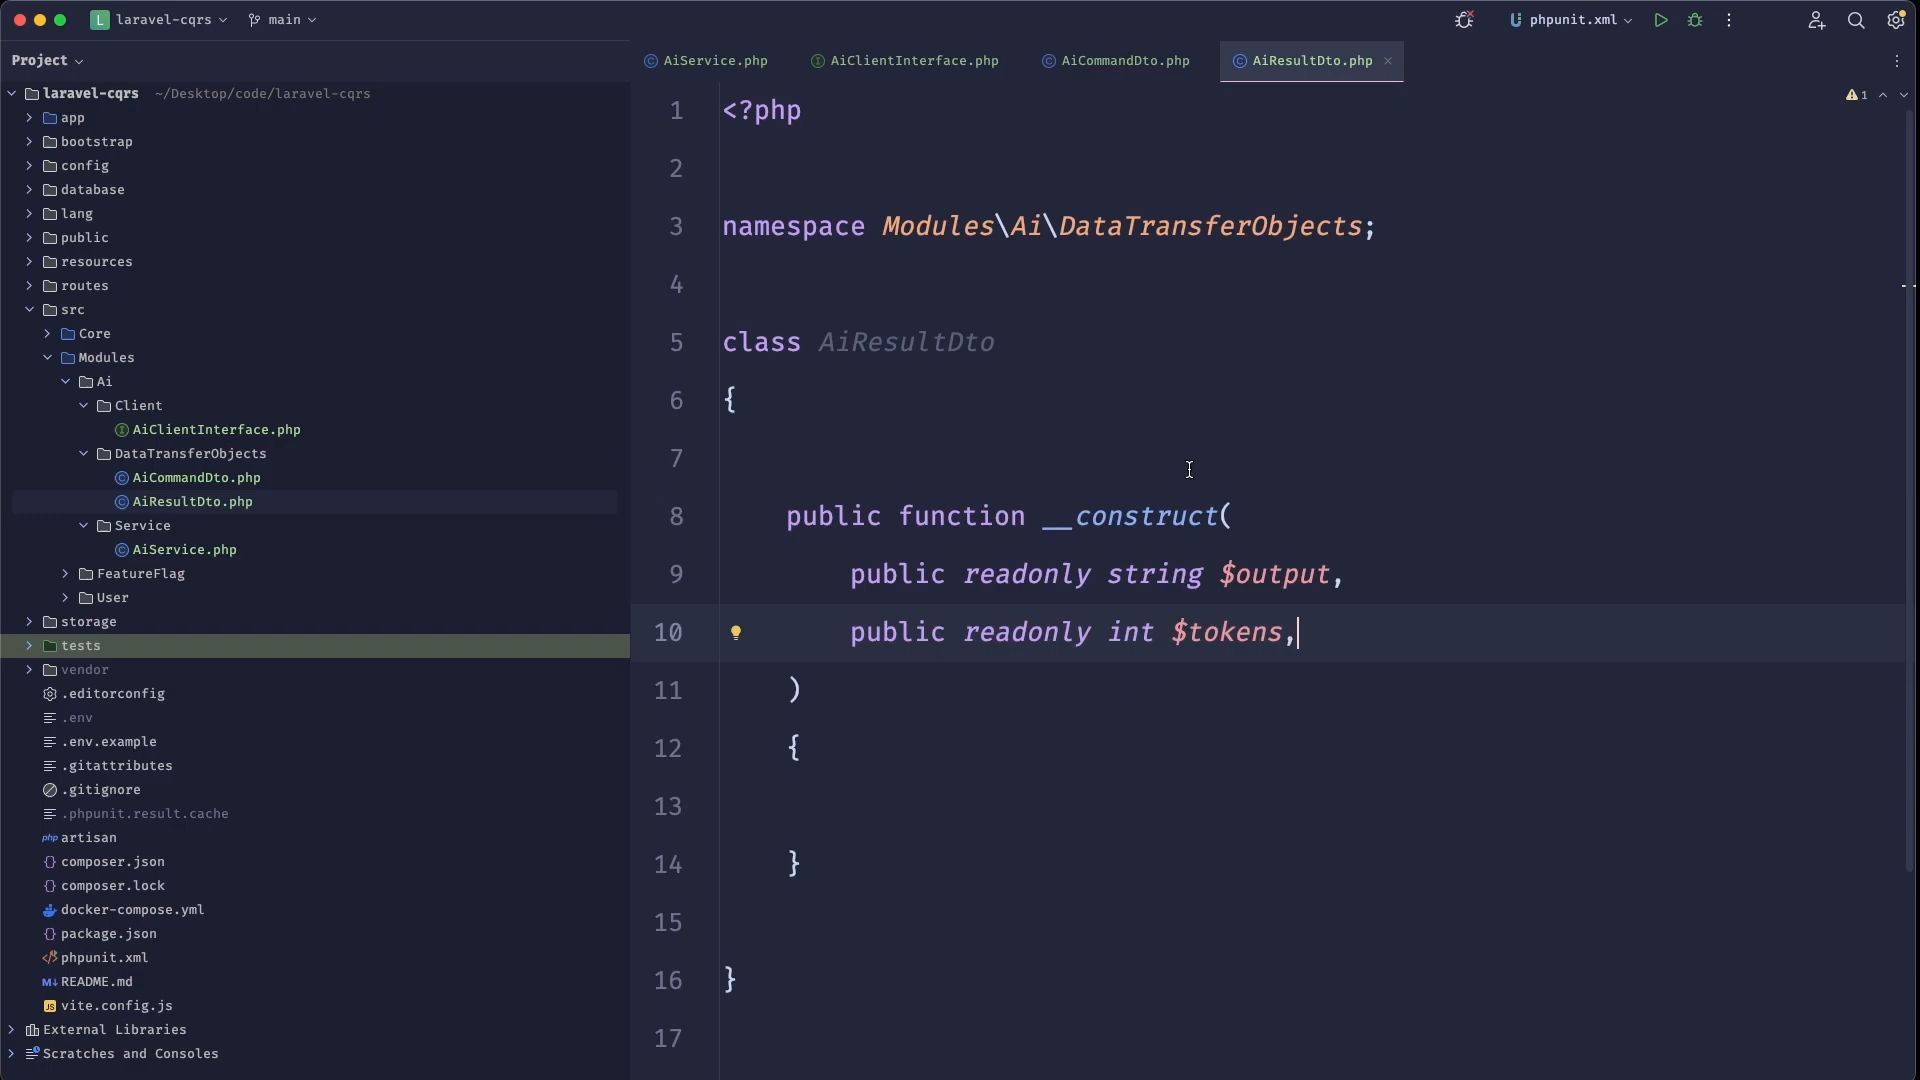 L laravel-cqrs main phpunit.xml
Project
laravel-cqrs ~/Desktop/code/laravel-cqrs
app
bootstrap
config
database
lang
public
resources
routes
src
Core
Modules
Ai
Client
AiClientInterface.php
DataTransferObjects
AiCommandDto.php
AiResultDto.php
Service
AiService.php
FeatureFlag
User
storage
tests
vendor
.editorconfig
.env
.env.example
.gitattributes
.gitignore
.phpunit.result.cache
php artisan
composer.json
composer.lock
docker-compose.yml
package.json
phpunit.xml
M↓ README.md
JS vite.config.js
External Libraries
Scratches and Consoles
AiService.php AiClientInterface.php AiCommandDto.php AiResultDto.php
1
1 <?php
2
3 namespace Modules\Ai\DataTransferObjects;
4
5 class AiResultDto
6 {
7
8 public function __construct(
9 public readonly string $output,
10 public readonly int $tokens,
11 )
12 {
13
14 }
15
16 }
17